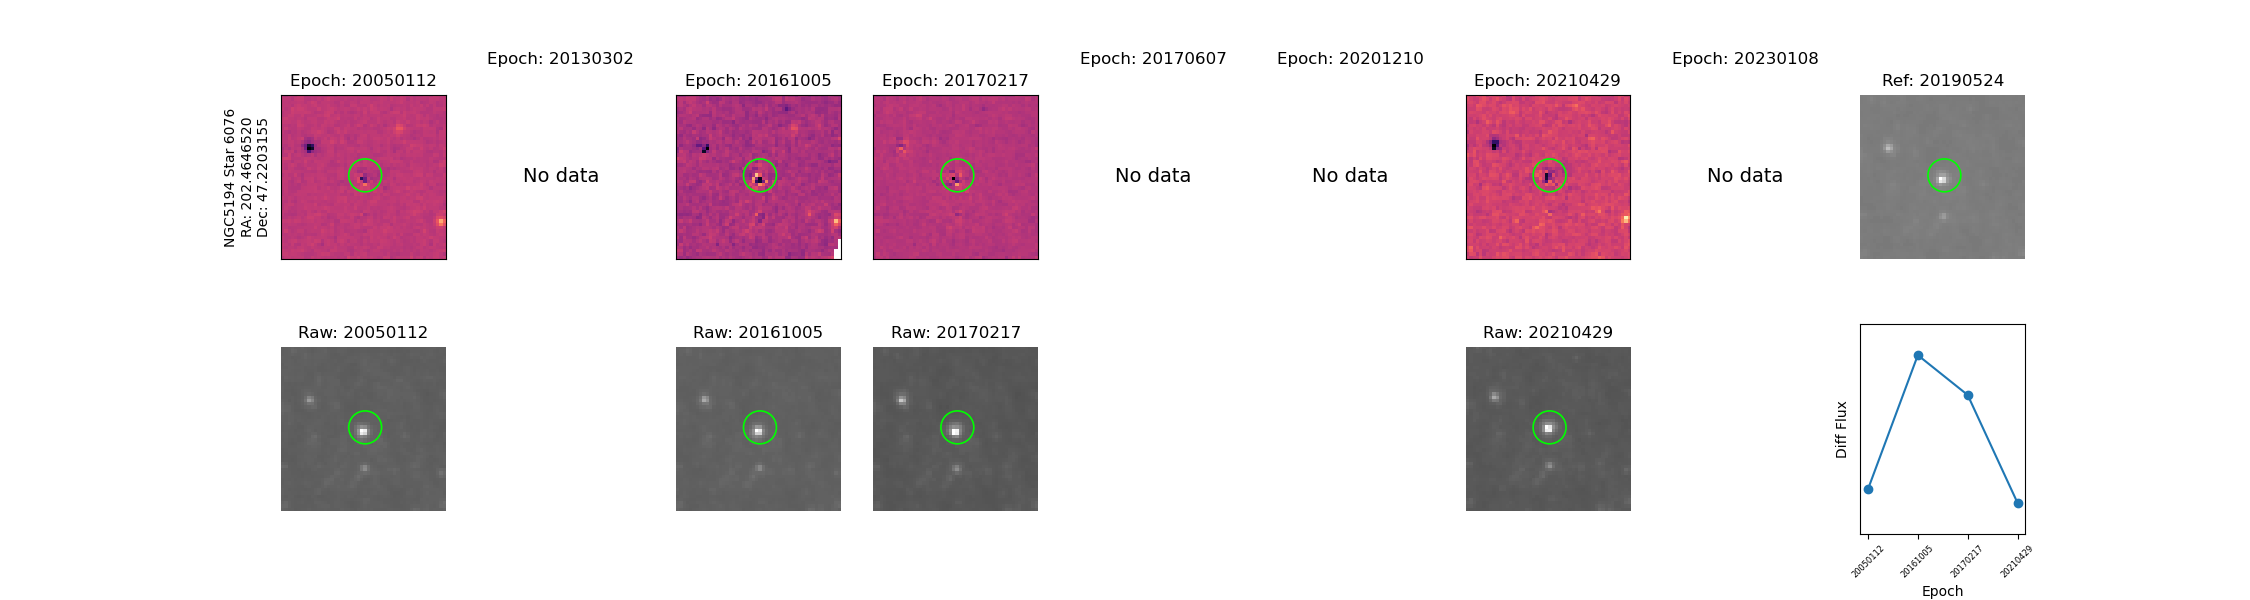 NGC5194 Star 6076
RA: 202.4646520
Dec: 47.2203155
Epoch: 20050112
Epoch: 20130302
No data
Epoch: 20161005
Epoch: 20170217
Epoch: 20170607
No data
Epoch: 20201210
No data
Epoch: 20210429
Epoch: 20230108
No data
Ref: 20190524
Raw: 20050112
Raw: 20161005
Raw: 20170217
Raw: 20210429
Diff Flux
20050112
20161005
20170217
20210429
Epoch